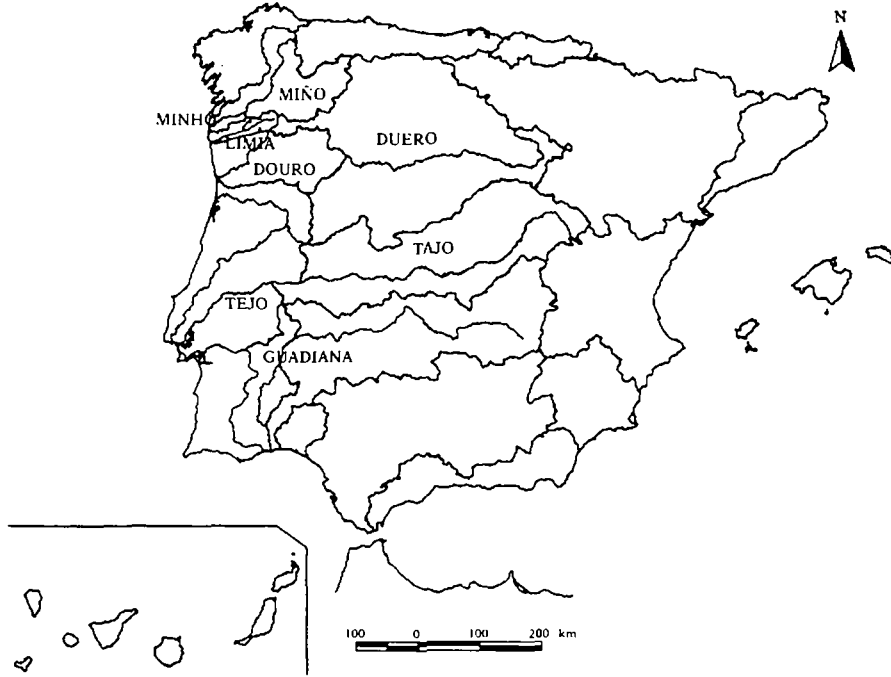 N
MIÑO
MINHO
LIMIA
DUERO
DOURO
TAJO
TEJO
GUADIANA
100 0 100 200 km